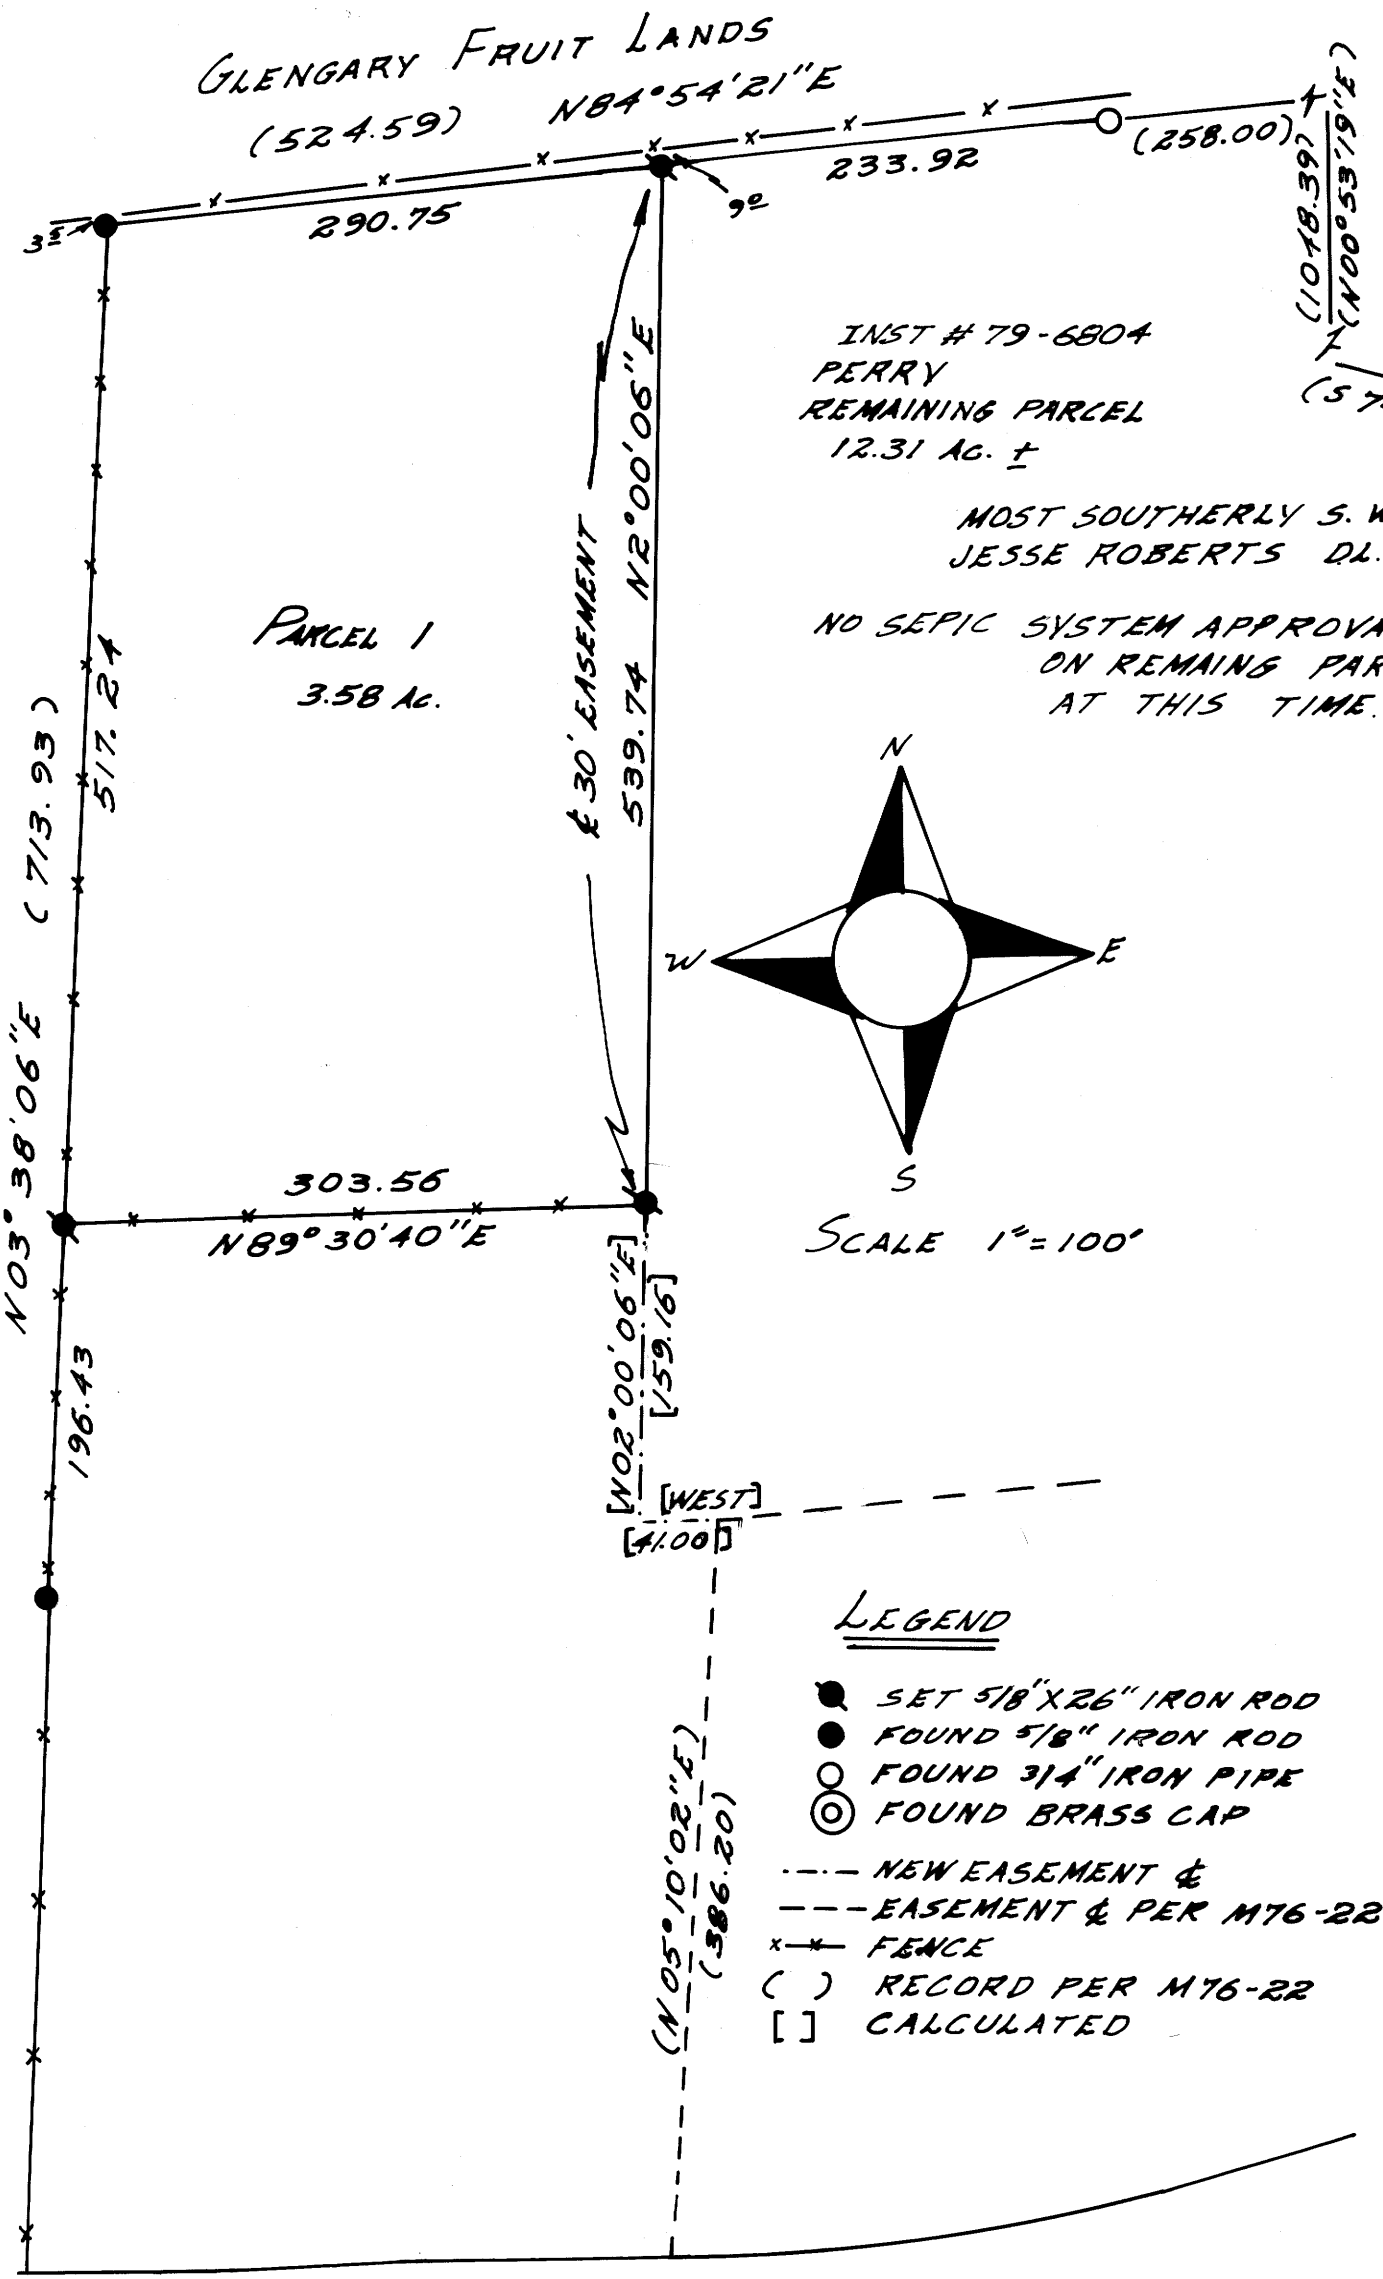 GLENGARY FRUIT LANDS
(524.59) N84°54'21"E
290.75
233.92
(258.00)
(1048.39)
(N00°53'19"E)
(S 7
3⁵
9⁰
INST # 79-6804
PERRY
REMAINING PARCEL
12.31 AC. ±
MOST SOUTHERLY S. W
JESSE ROBERTS DL.
NO SEPIC SYSTEM APPROVA
ON REMAING PAR
AT THIS TIME.
PARCEL 1
3.58 Ac.
517.24
N03°38'06"E (713.93)
℄ 30' EASEMENT
539.74 N2°00'06"E
N
W
E
S
303.56
N89°30'40"E
SCALE 1"=100'
196.43
[N02°00'06"E]
[159.16]
[WEST]
[41.00]
(N05°10'02"E)
(386.20)
LEGEND
SET 5/8"X26" IRON ROD
FOUND 5/8" IRON ROD
FOUND 3/4" IRON PIPE
FOUND BRASS CAP
NEW EASEMENT ℄
EASEMENT ℄ PER M76-22
FENCE
( ) RECORD PER M76-22
[ ] CALCULATED